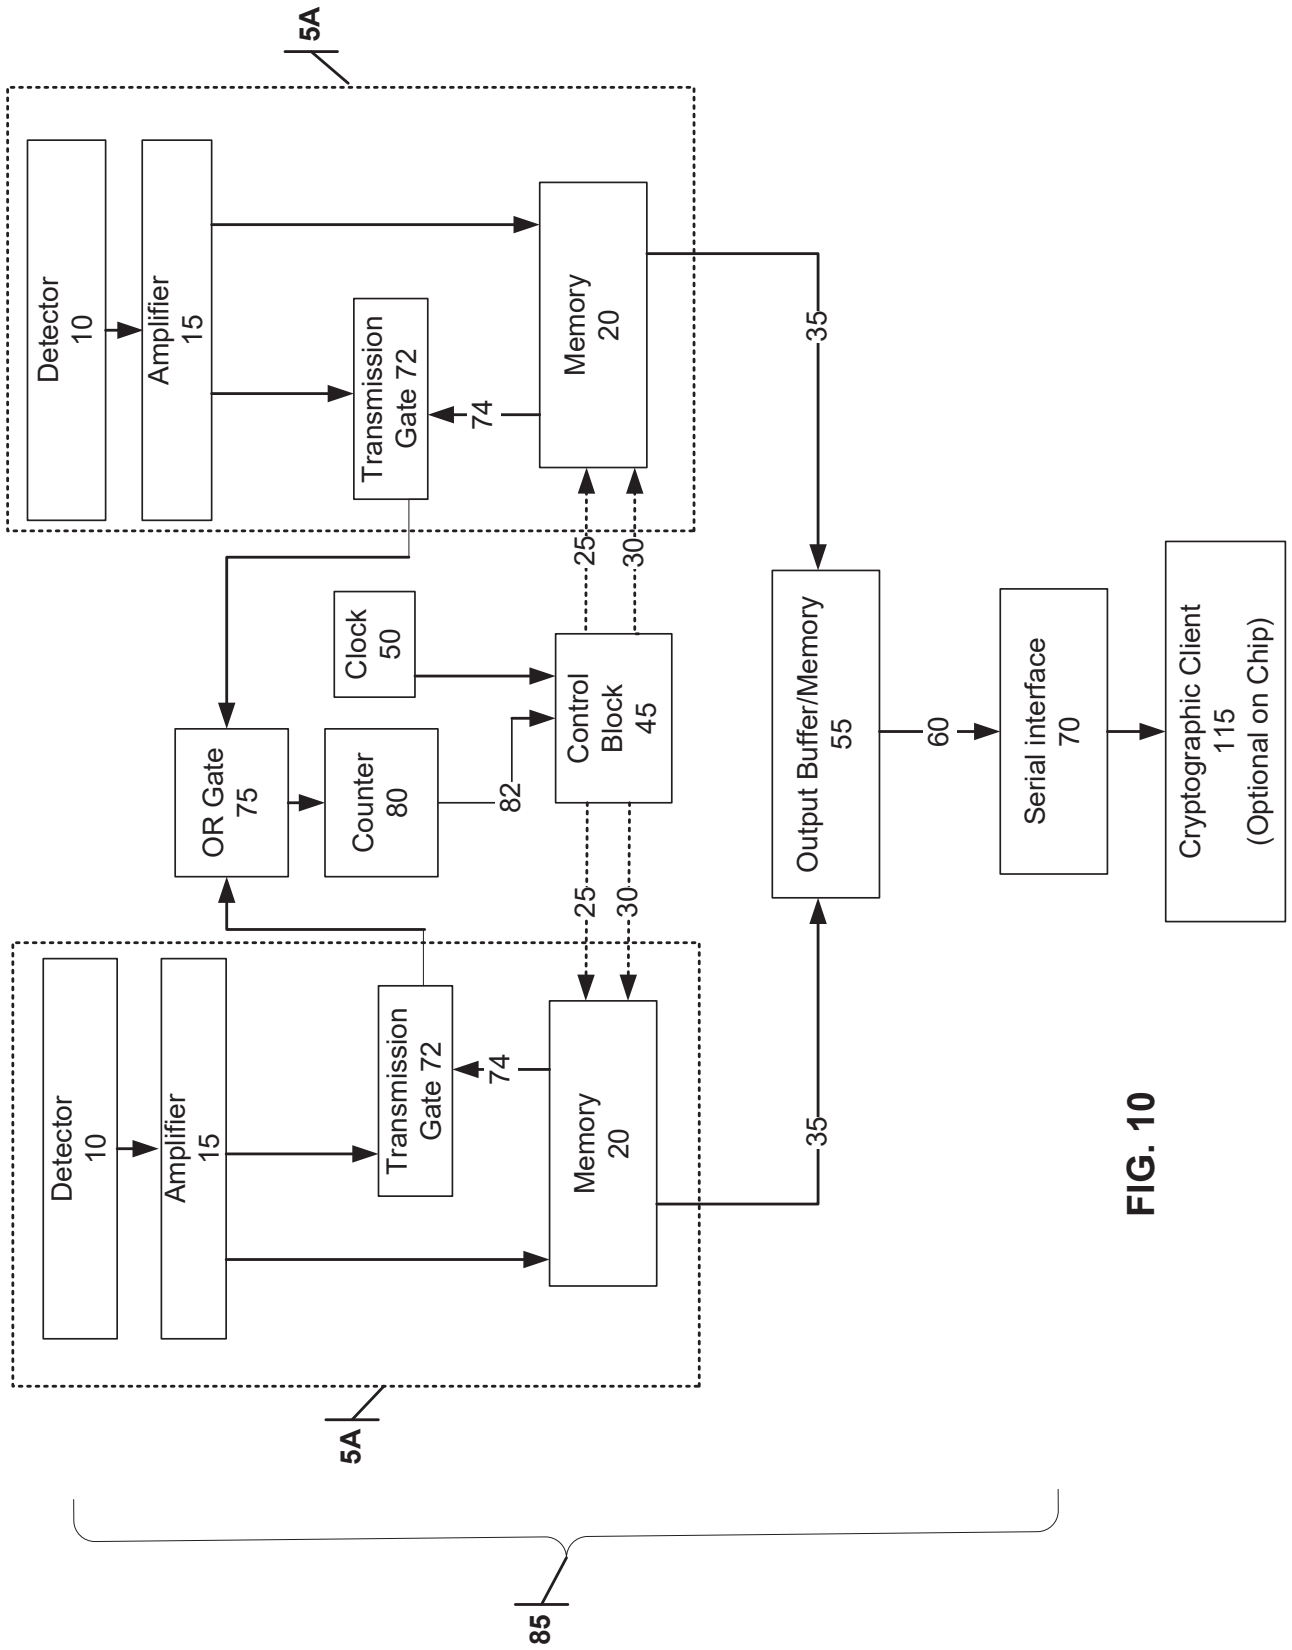 5A
Detector
10
Amplifier
15
Transmission
Gate 72
74
Memory
20
35
5A
Detector
10
Amplifier
15
Transmission
Gate 72
74
Memory
20
35
OR Gate
75
Counter
80
82
Clock
50
Control
Block
45
25
30
25
30
Output Buffer/Memory
55
60
Serial interface
70
Cryptographic Client
115
(Optional on Chip)
85
FIG. 10